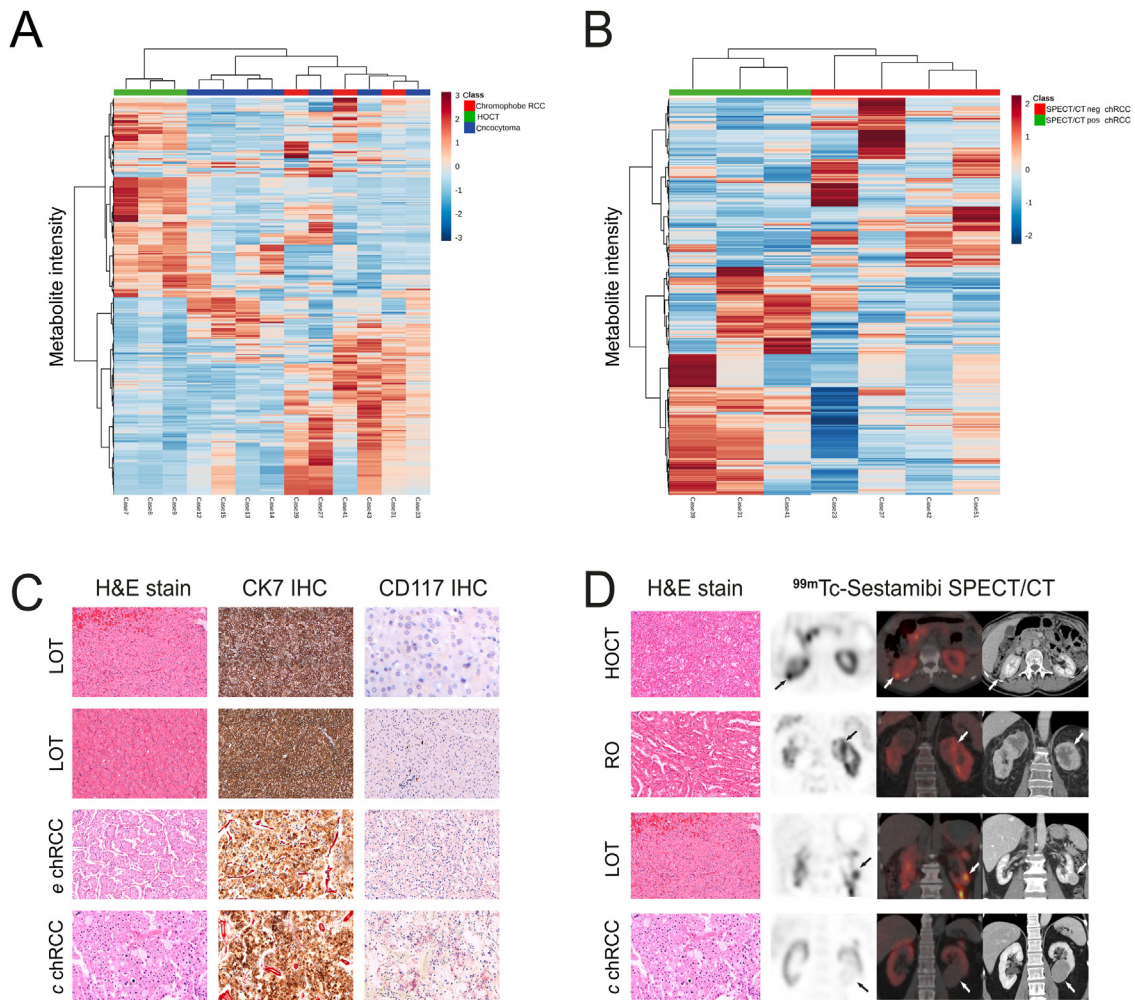 A
3
2
1
0
-1
-2
-3
Class
Chromophobe RCC
HOCT
Oncocytoma
Metabolite intensity
Case7
Case8
Case9
Case12
Case15
Case13
Case14
Case39
Case27
Case41
Case43
Case31
Case33
B
2
1
0
-1
-2
Class
SPECT/CT neg chRCC
SPECT/CT pos chRCC
Metabolite intensity
Case39
Case31
Case41
Case23
Case37
Case42
Case51
C
H&E stain CK7 IHC CD117 IHC
LOT
LOT
e chRCC
c chRCC
D
H&E stain 99mTc-Sestamibi SPECT/CT
HOCT
RO
LOT
c chRCC